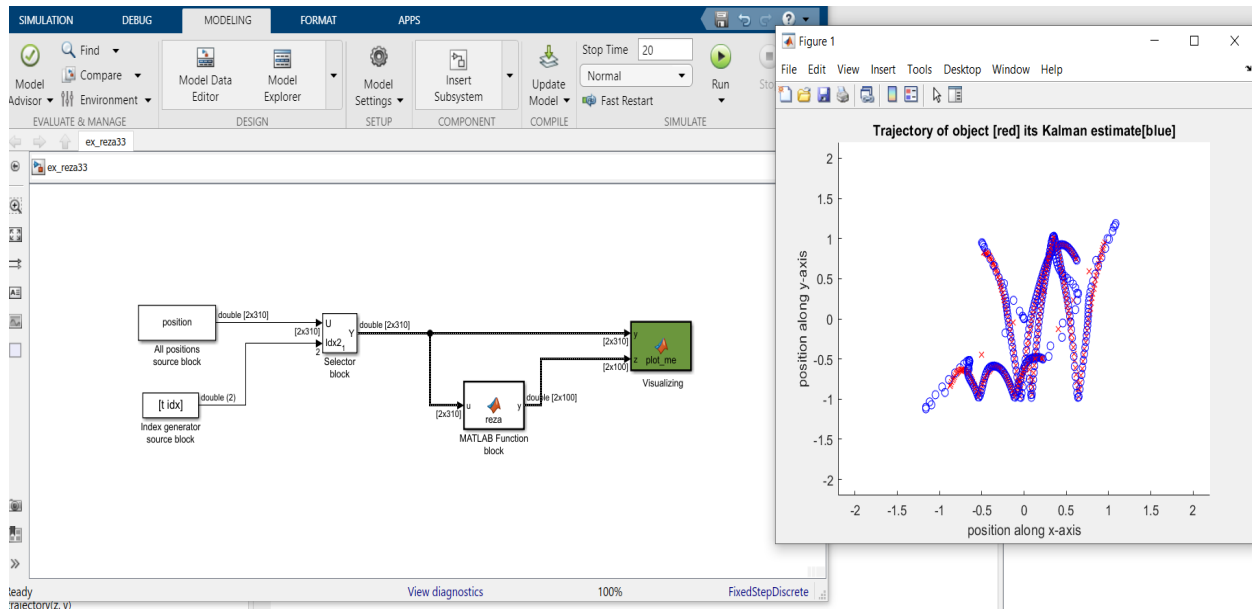 SIMULATION DEBUG MODELING FORMAT APPS
Model Advisor
Find
Compare
Environment
EVALUATE & MANAGE
Model Data Editor
Model Explorer
DESIGN
Model Settings
SETUP
Insert Subsystem
COMPONENT
Update Model
COMPILE
Stop Time 20
Normal
Fast Restart
Run
SIMULATE
ex_reza33
ex_reza33
position
double [2x310]
All positions
source block
[t idx]
double (2)
Index generator
source block
[2x310]
2
U
Idx2
1
Y
Selector
block
double [2x310]
[2x310]
u
y
reza
MATLAB Function
block
double [2x100]
y
z
plot_me
[2x310]
[2x100]
Visualizing
View diagnostics 100% FixedStepDiscrete
Figure 1
File Edit View Insert Tools Desktop Window Help
Trajectory of object [red] its Kalman estimate[blue]
position along y-axis
2
1.5
1
0.5
0
-0.5
-1
-1.5
-2
-2 -1.5 -1 -0.5 0 0.5 1 1.5 2
position along x-axis